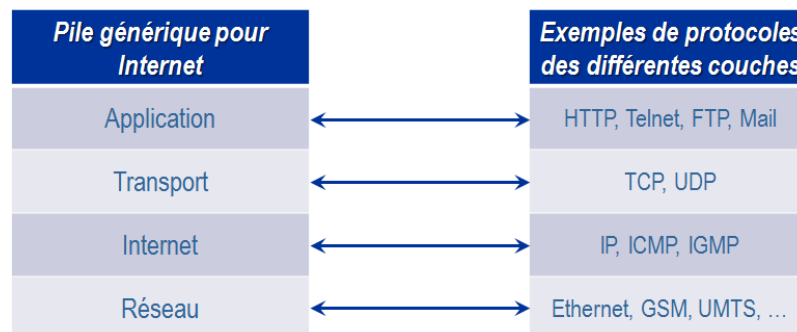 Pile générique pour
Internet
Exemples de protocoles
des différentes couches
Application
HTTP, Telnet, FTP, Mail
Transport
TCP, UDP
Internet
IP, ICMP, IGMP
Réseau
Ethernet, GSM, UMTS, ...